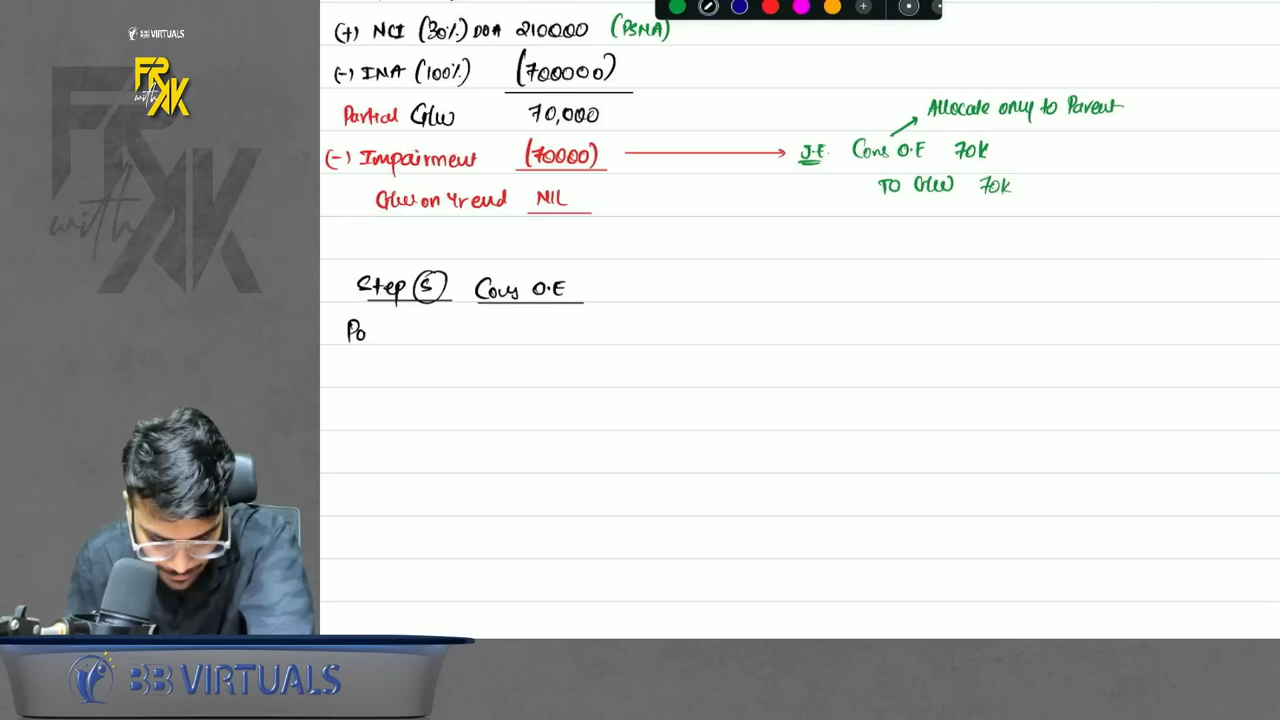 BB VIRTUALS
FR
with
AK
(+) NCI (30%) DOA 210000 (PSNA)
(-) INA (100%) (700000)
Partial G/w 70,000
(-) Impairment (70000)
G/w on Yr end NIL
Allocate only to Parent
J.E. Cons O.E 70K
TO G/W 70K
Step (5) Cons O.E
Po
BB VIRTUALS